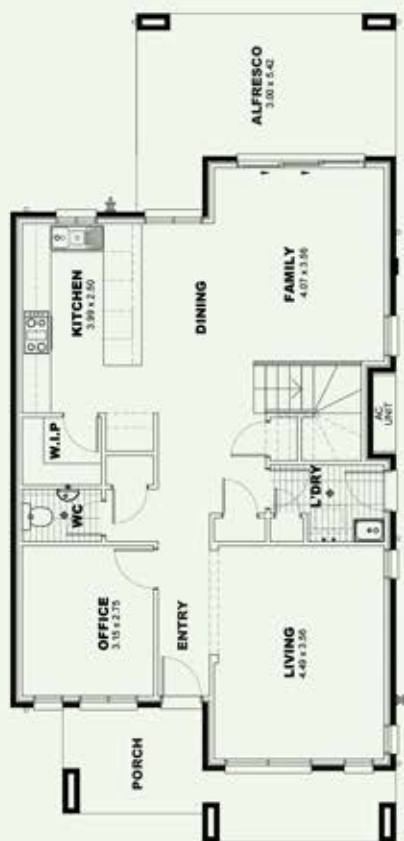 ALFRESCO
3.00 x 5.42
KITCHEN
3.99 x 2.50
DINING
FAMILY
4.07 x 3.56
W.I.P
AC
UNIT
WC
L'DRY
OFFICE
3.15 x 2.75
ENTRY
LIVING
4.49 x 3.56
PORCH